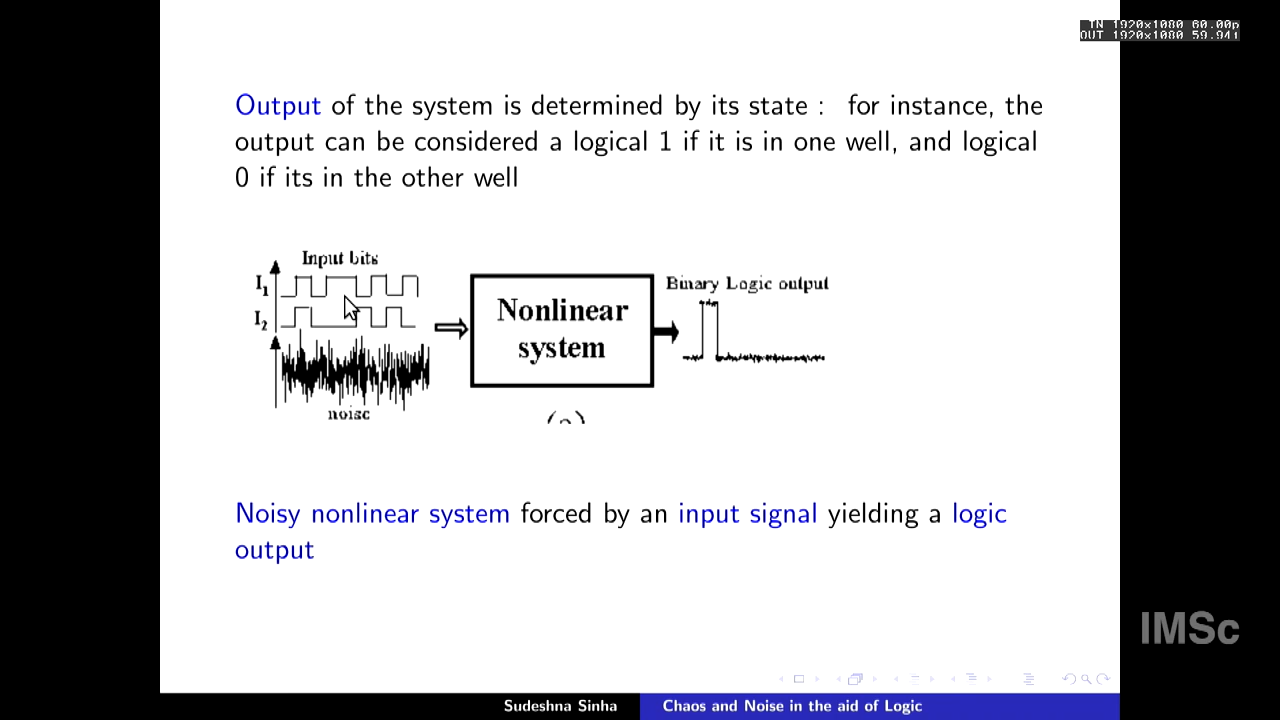 IN 1920x1080 60.00p
OUT 1920x1080 59.94i
Output of the system is determined by its state : for instance, the
output can be considered a logical 1 if it is in one well, and logical
0 if its in the other well
Input bits
I1
I2
noise
Nonlinear
system
Binary Logic output
Noisy nonlinear system forced by an input signal yielding a logic
output
IMSc
Sudeshna Sinha
Chaos and Noise in the aid of Logic